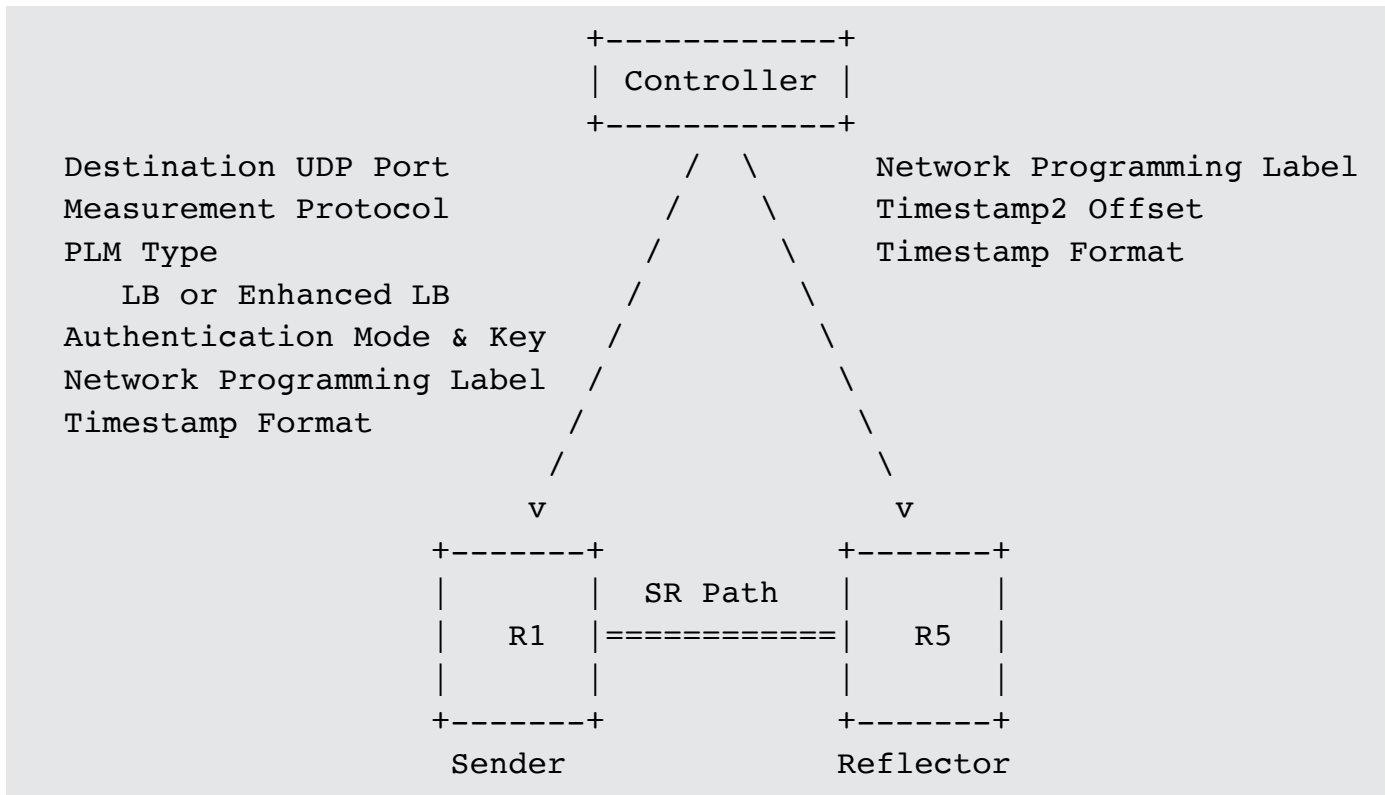 Controller
Destination UDP Port
Measurement Protocol
PLM Type
LB or Enhanced LB
Authentication Mode & Key
Network Programming Label
Timestamp Format
Network Programming Label
Timestamp2 Offset
Timestamp Format
v v
SR Path
R1 R5
Sender Reflector